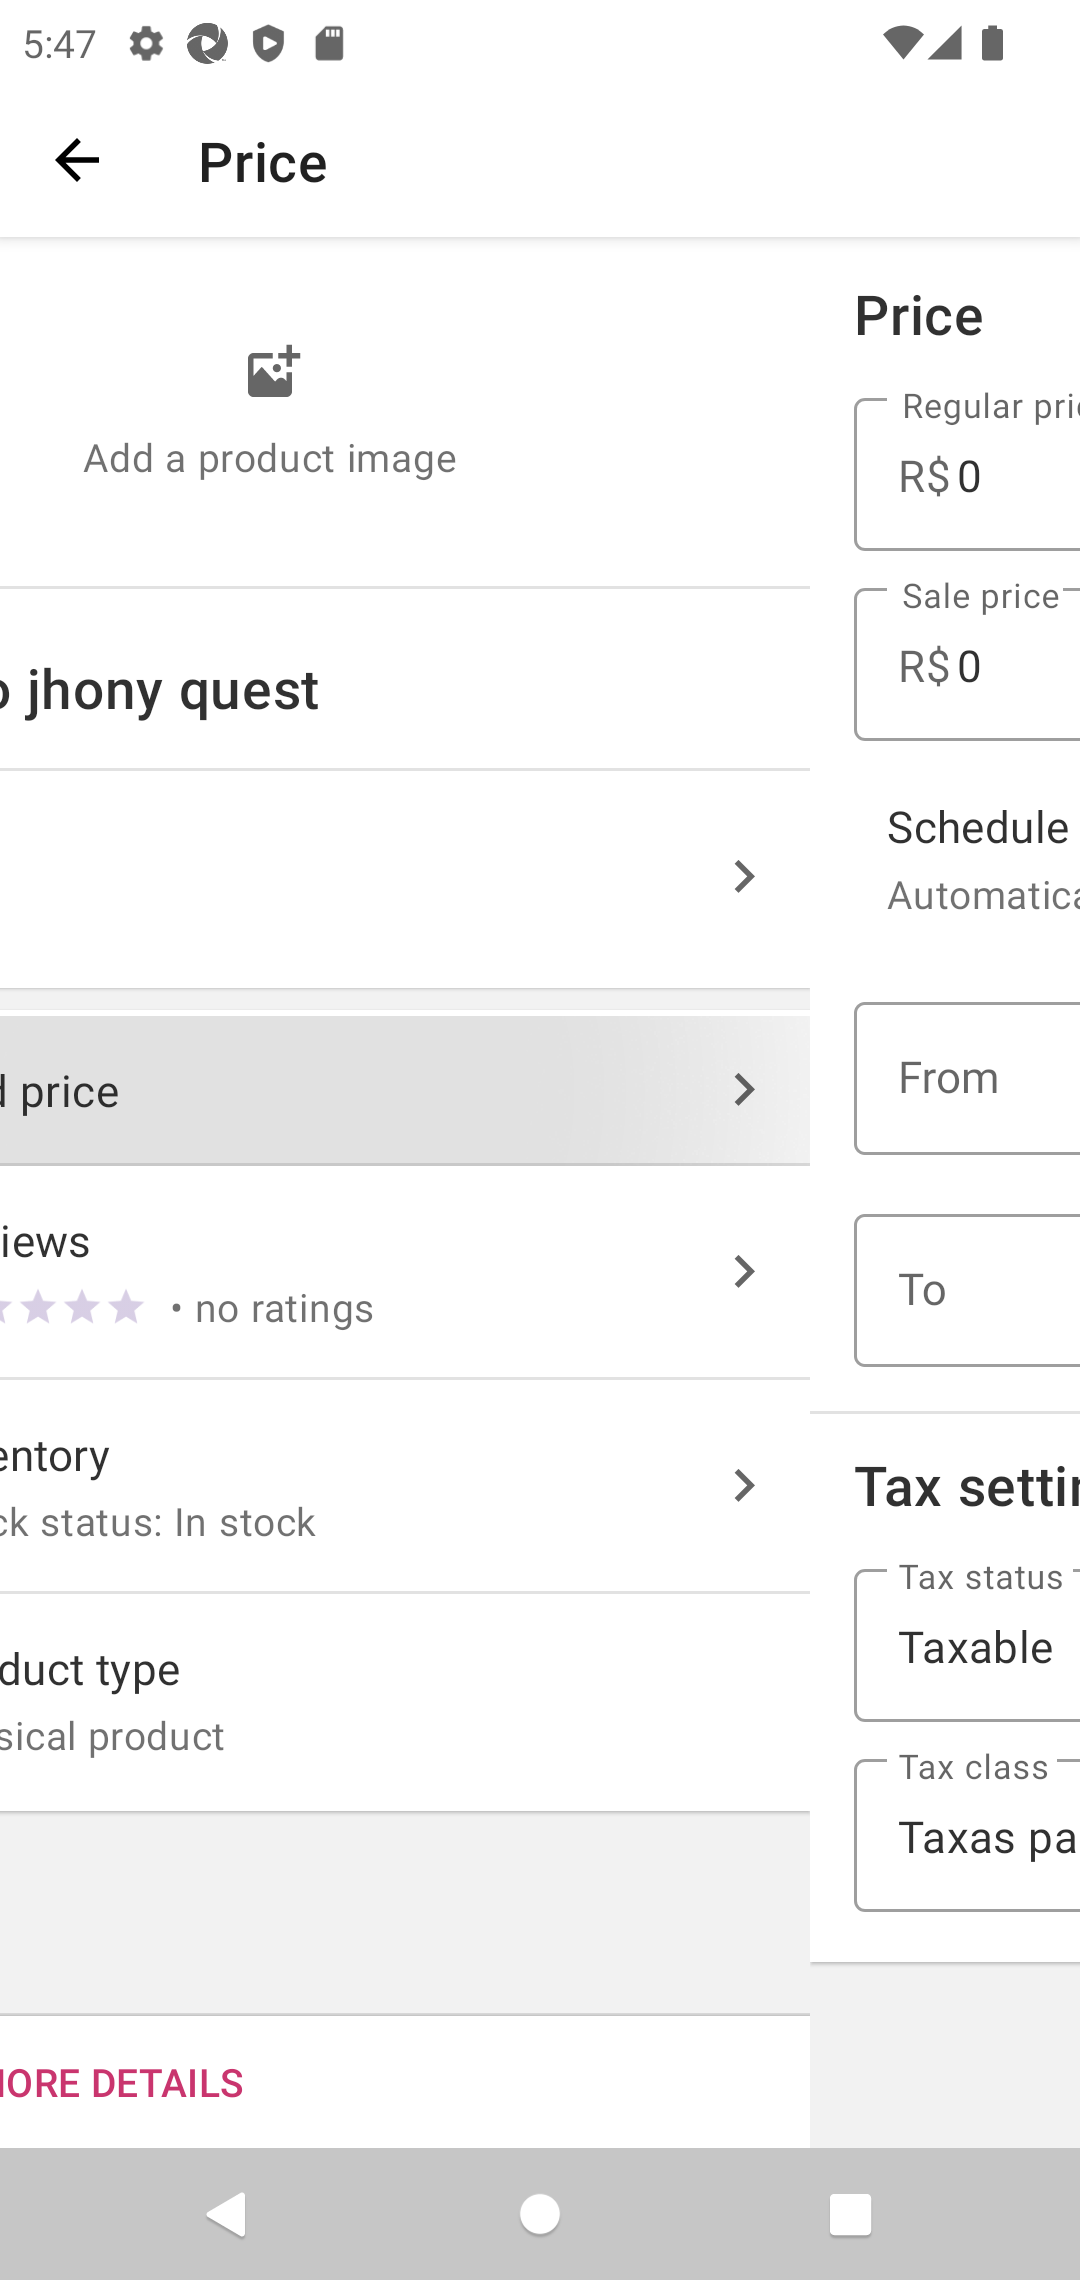 5:47
Price
Add a product image
jhony quest
price
iews
• no ratings
entory
ck status: In stock
duct type
sical product
ORE DETAILS
Price
Regular pri
R$ 0
Sale price
R$ 0
Schedule
Automatica
From
To
Tax settin
Tax status
Taxable
Tax class
Taxas pa